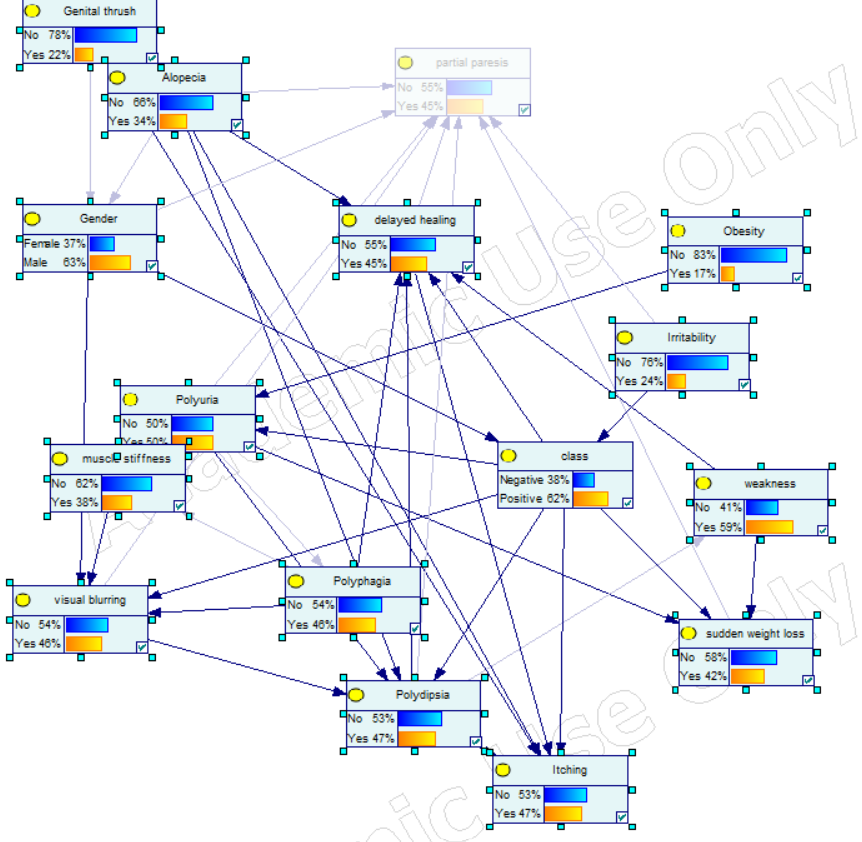 Genital thrush
No 78%
Yes 22%
Alopecia
No 66%
Yes 34%
partial paresis
No 55%
Yes 45%
Gender
Female 37%
Male 63%
delayed healing
No 55%
Yes 45%
Obesity
No 83%
Yes 17%
Irritability
No 76%
Yes 24%
Polyuria
No 50%
Yes 50%
muscle stiffness
No 62%
Yes 38%
class
Negative 38%
Positive 62%
weakness
No 41%
Yes 59%
visual blurring
No 54%
Yes 46%
Polyphagia
No 54%
Yes 46%
sudden weight loss
No 58%
Yes 42%
Polydipsia
No 53%
Yes 47%
Itching
No 53%
Yes 47%
Academic Use Only
mic Use Only